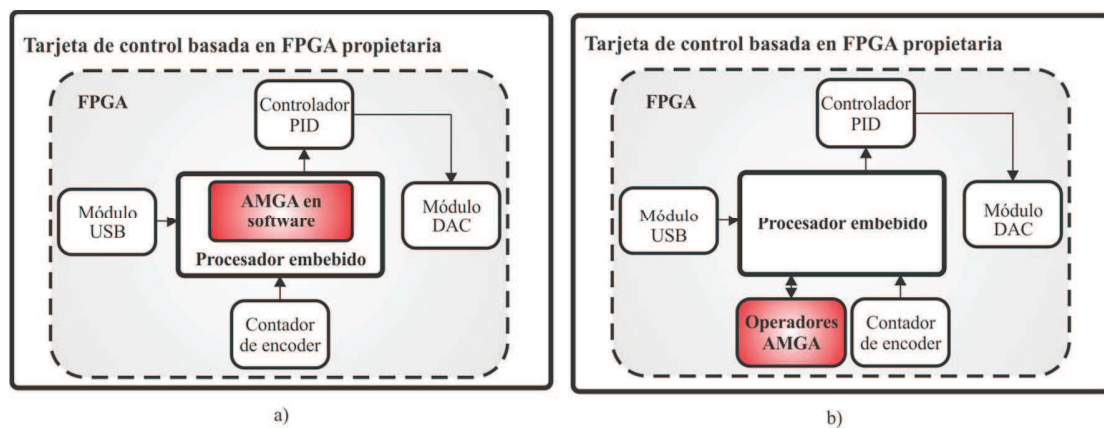 Tarjeta de control basada en FPGA propietaria
FPGA
Controlador
PID
AMGA en
software
Módulo
USB
Módulo
DAC
Procesador embebido
Contador
de encoder
a)
Tarjeta de control basada en FPGA propietaria
FPGA
Controlador
PID
Módulo
USB
Procesador embebido
Módulo
DAC
Operadores
AMGA
Contador
de encoder
b)